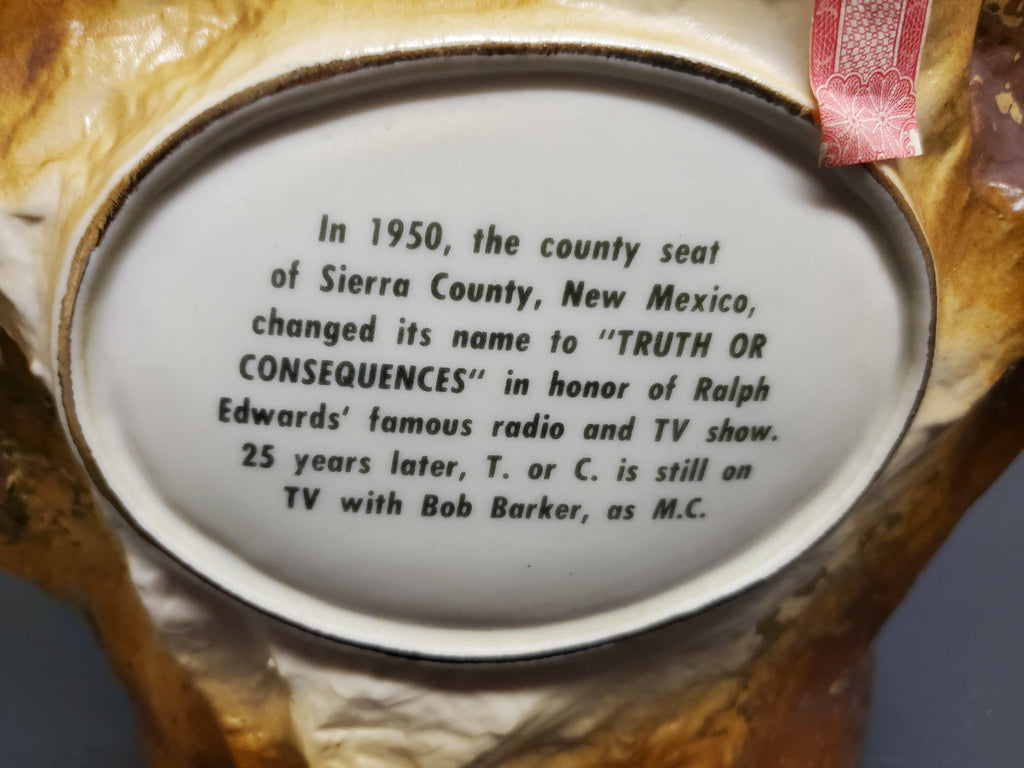 In 1950, the county seat
of Sierra County, New Mexico,
changed its name to "TRUTH OR
CONSEQUENCES" in honor of Ralph
Edwards' famous radio and TV show.
25 years later, T. or C. is still on
TV with Bob Barker, as M.C.